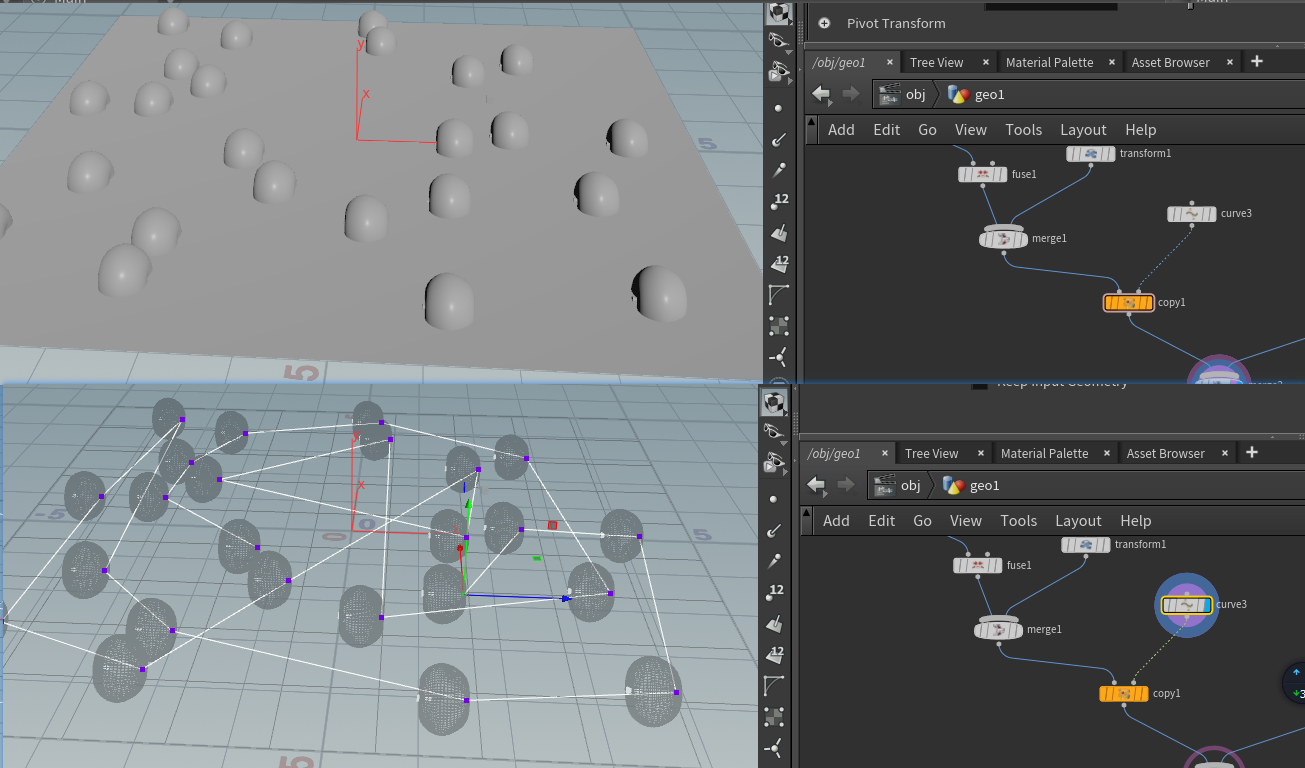 Main
Main
Pivot Transform
/obj/geo1 × Tree View × Material Palette × Asset Browser × +
obj geo1
Add Edit Go View Tools Layout Help
y
x
5
5
12
12
transform1
fuse1
curve3
merge1
copy1
Keep Input Geometry
/obj/geo1 × Tree View × Material Palette × Asset Browser × +
obj geo1
Add Edit Go View Tools Layout Help
y
x
-5
0
0
5
5
12
12
transform1
fuse1
curve3
merge1
copy1
3